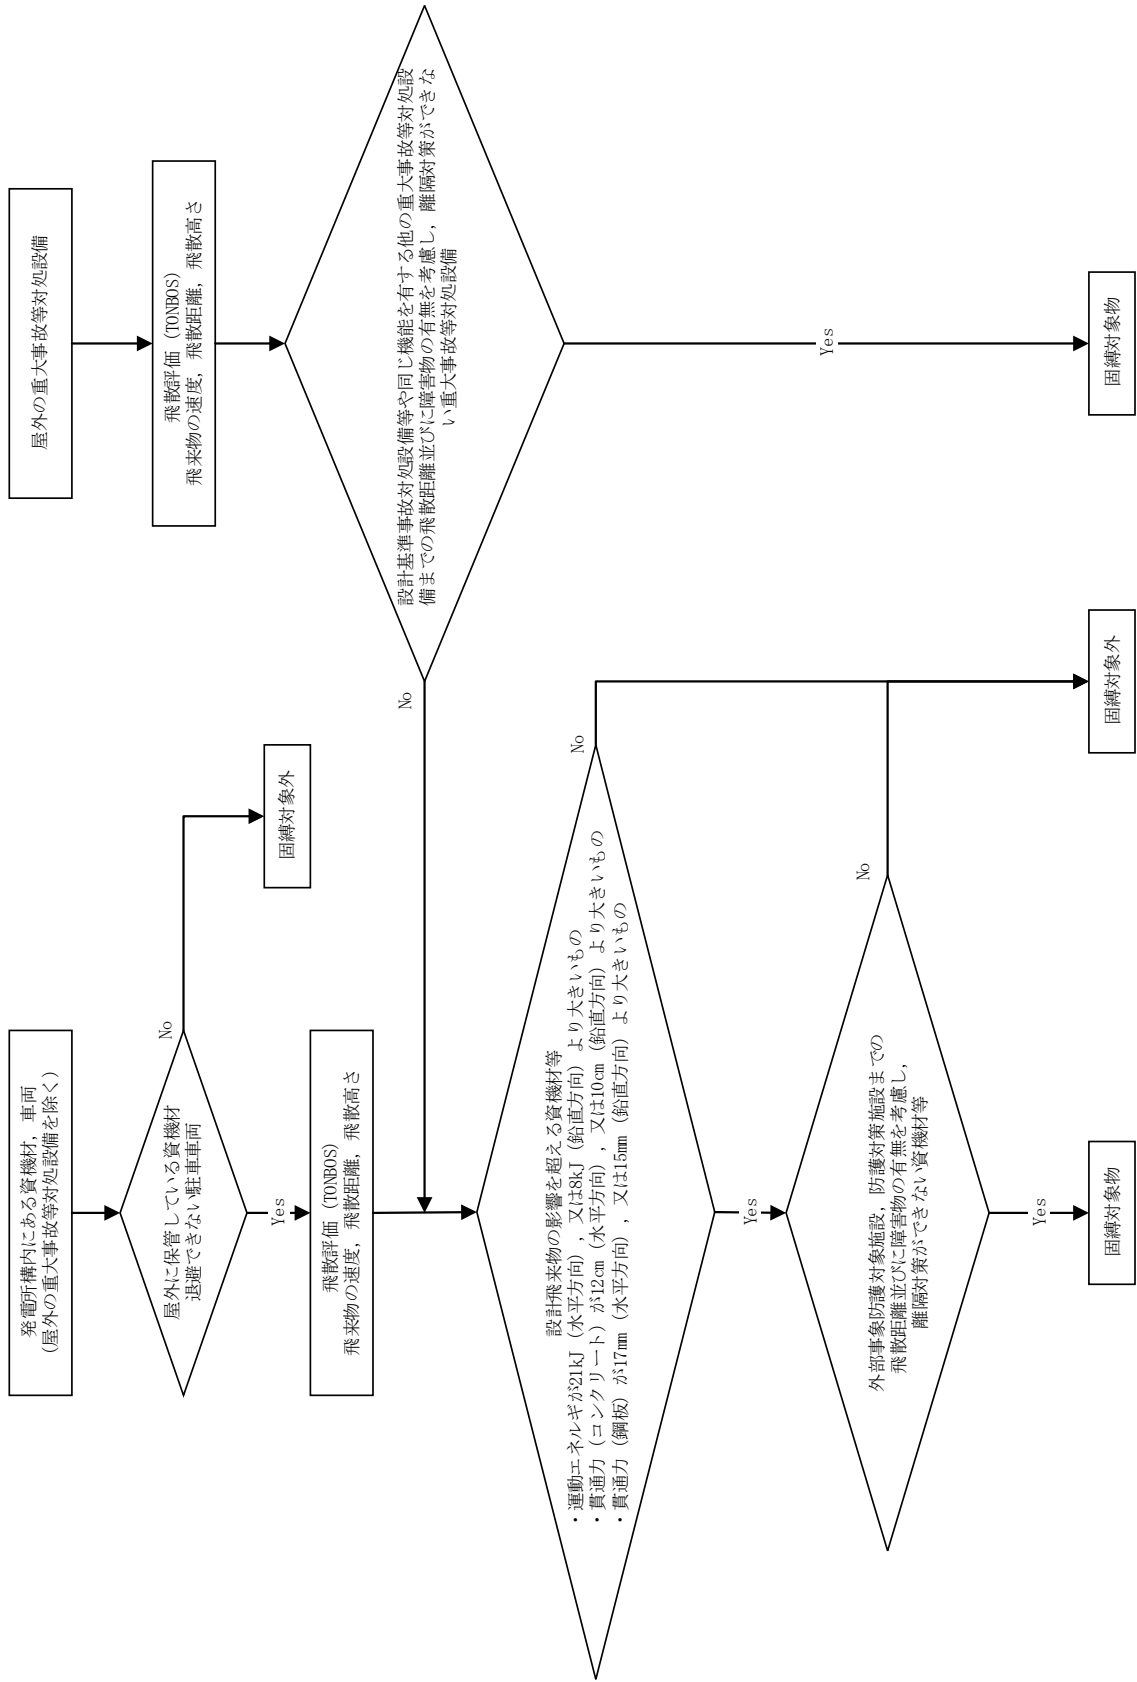 発電所構内にある資機材，車両
（屋外の重大事故等対処設備を除く）
屋外に保管している資機材
退避できない駐車車両
No
固縛対象外
Yes
飛散評価（TONBOS）
飛来物の速度，飛散距離，飛散高さ
設計飛来物の影響を超える資機材等
・運動エネルギが21kJ（水平方向），又は8kJ（鉛直方向）より大きいもの
・貫通力（コンクリート）が12cm（水平方向），又は10cm（鉛直方向）より大きいもの
・貫通力（鋼板）が17mm（水平方向），又は15mm（鉛直方向）より大きいもの
No
Yes
外部事象防護対象施設，防護対策施設までの
飛散距離並びに障害物の有無を考慮し，
離隔対策ができない資機材等
No
Yes
固縛対象物
固縛対象外
屋外の重大事故等対処設備
飛散評価（TONBOS）
飛来物の速度，飛散距離，飛散高さ
設計基準事故対処設備等や同じ機能を有する他の重大事故等対処設
備までの飛散距離並びに障害物の有無を考慮し，離隔対策ができな
い重大事故等対処設備
No
Yes
固縛対象物